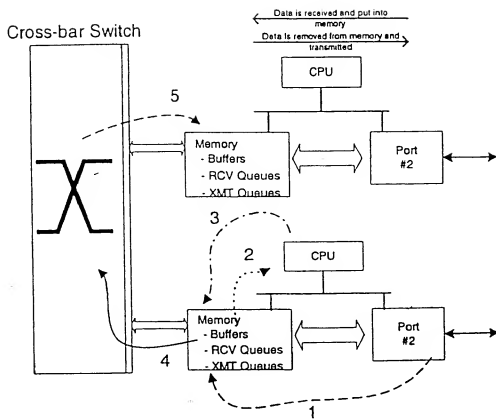 Data is received and put into
memory
Data is removed from memory and
transmitted
Cross-bar Switch
CPU
5
Memory
- Buffers
- RCV Queues
- XMT Queues
Port
#2
3
2
CPU
Memory
- Buffers
- RCV Queues
- XMT Queues
Port
#2
4
1